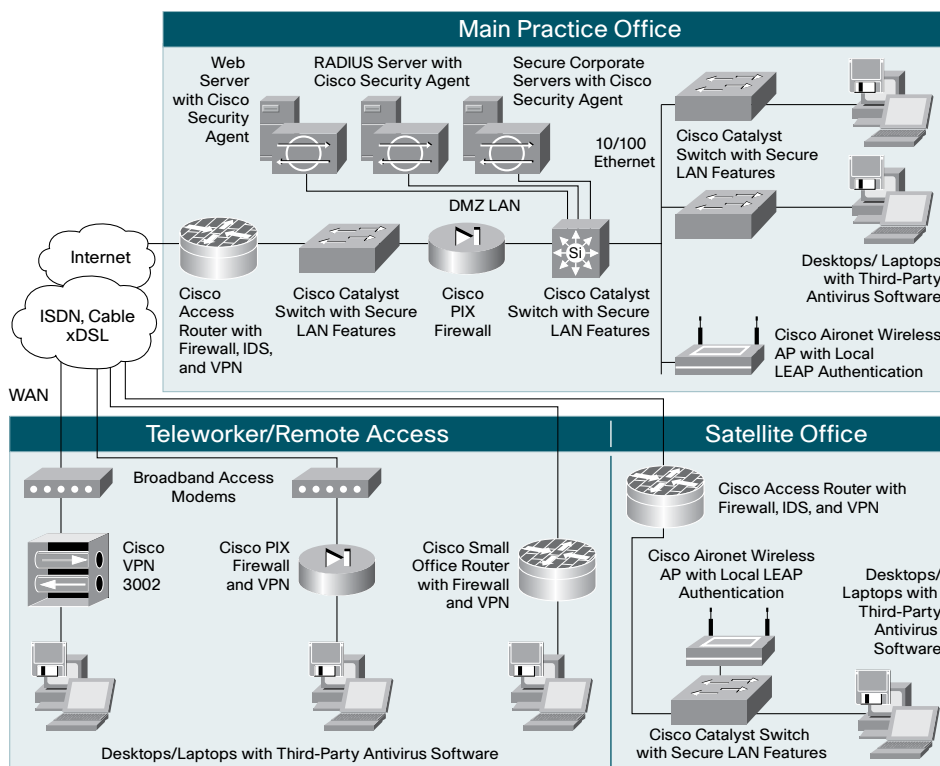 Main Practice Office
Web
Server
with Cisco
Security
Agent
RADIUS Server with
Cisco Security Agent
Secure Corporate
Servers with Cisco
Security Agent
10/100
Ethernet
Cisco Catalyst
Switch with Secure
LAN Features
DMZ LAN
Internet
ISDN, Cable
xDSL
Cisco
Access
Router with
Firewall, IDS,
and VPN
Cisco Catalyst
Switch with Secure
LAN Features
Cisco
PIX
Firewall
Si
Cisco Catalyst
Switch with Secure
LAN Features
Desktops/ Laptops
with Third-Party
Antivirus Software
Cisco Aironet Wireless
AP with Local
LEAP Authentication
WAN
Teleworker/Remote Access
Satellite Office
Broadband Access
Modems
Cisco
VPN
3002
Cisco PIX
Firewall
and VPN
Cisco Small
Office Router
with Firewall
and VPN
Desktops/Laptops with Third-Party Antivirus Software
Cisco Access Router with
Firewall, IDS, and VPN
Cisco Aironet Wireless
AP with Local LEAP
Authentication
Desktops/
Laptops with
Third-Party
Antivirus
Software
Cisco Catalyst Switch
with Secure LAN Features